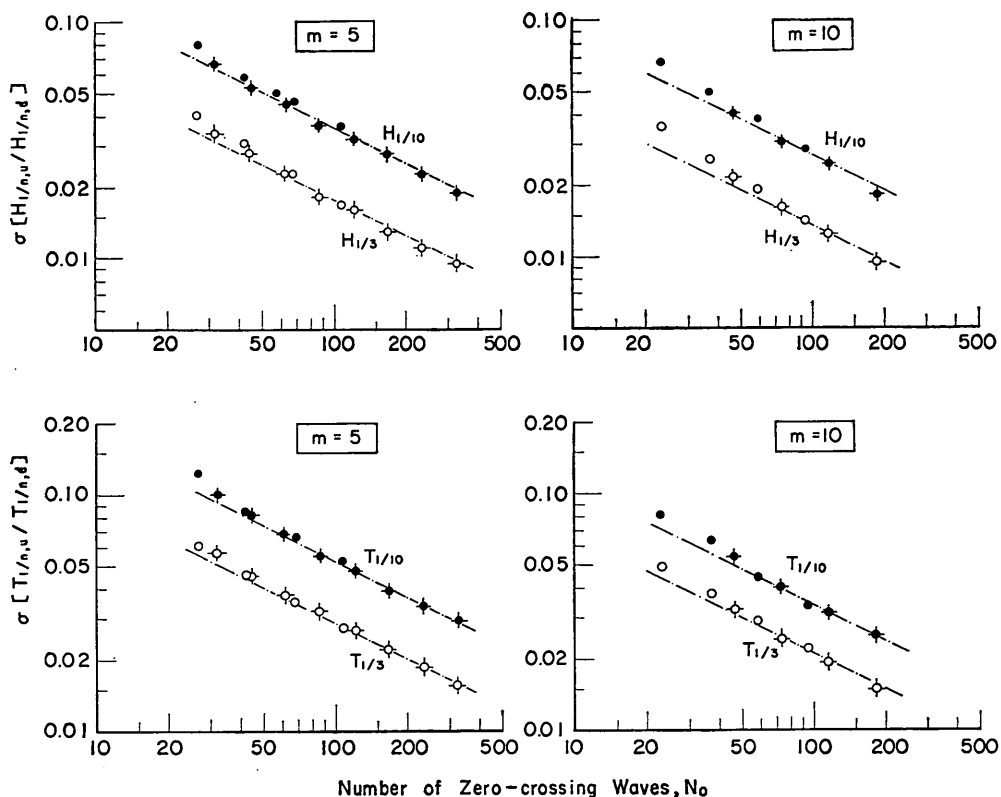 m = 5
m = 10
σ [H1/n,u / H1/n,d]
0.10
0.05
0.02
0.01
H1/10
H1/3
10 20 50 100 200 500
0.10
0.05
0.02
0.01
H1/10
H1/3
10 20 50 100 200 500
m = 5
m = 10
σ [T1/n,u / T1/n,d]
0.20
0.10
0.05
0.02
0.01
T1/10
T1/3
10 20 50 100 200 500
0.20
0.10
0.05
0.02
0.01
T1/10
T1/3
10 20 50 100 200 500
Number of Zero-crossing Waves, No